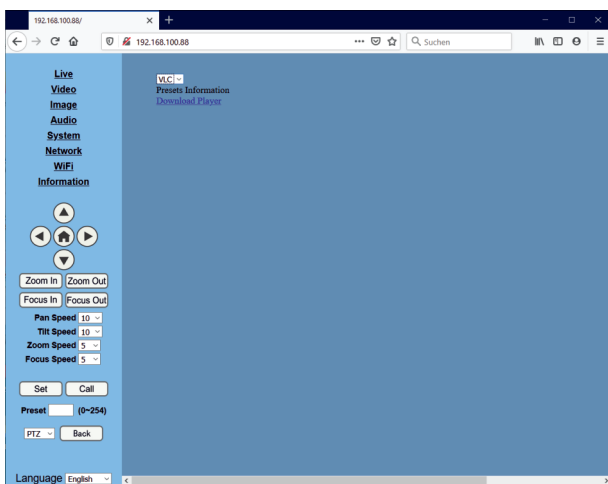 192.168.100.88/
192.168.100.88
Suchen
Live
Video
Image
Audio
System
Network
WiFi
Information
Zoom In Zoom Out
Focus In Focus Out
Pan Speed 10
Tilt Speed 10
Zoom Speed 5
Focus Speed 5
Set Call
Preset (0~254)
PTZ Back
Language English
VLC
Presets Information
Download Player